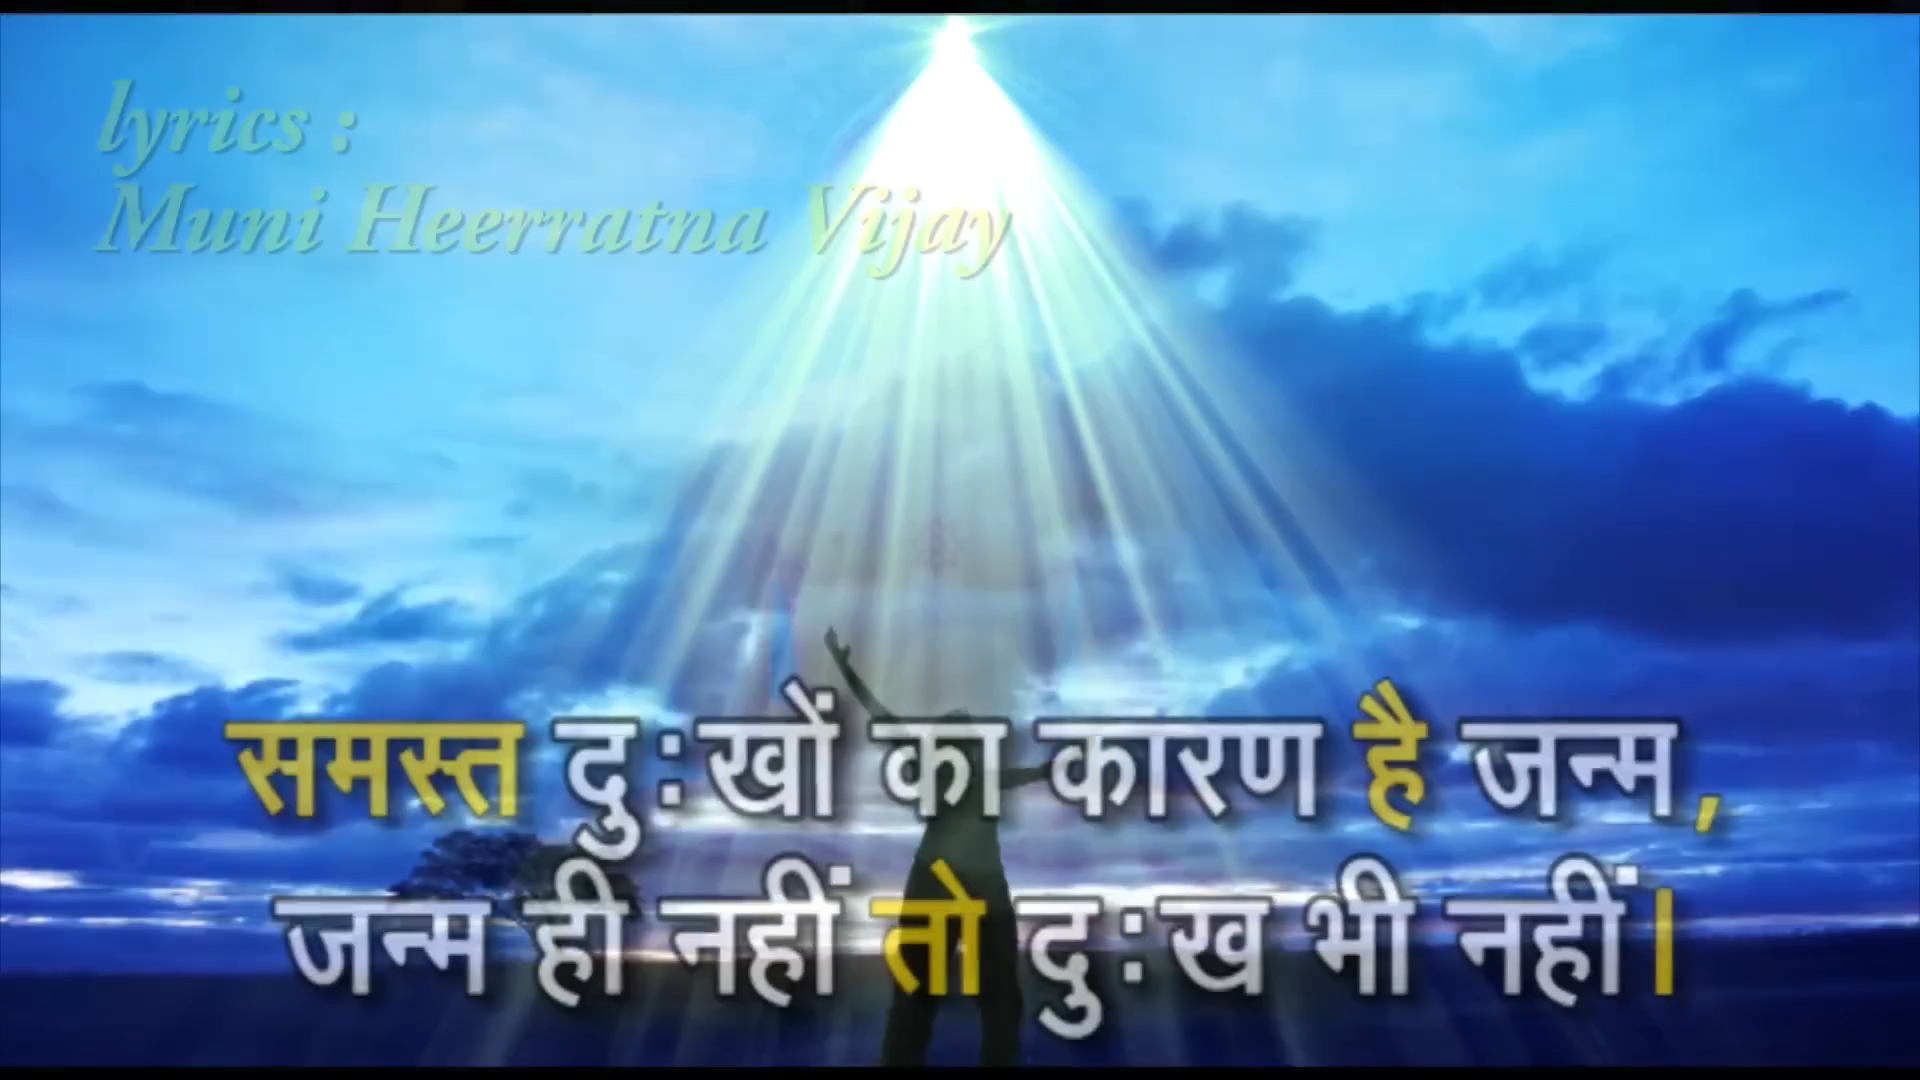 lyrics :
Muni Heerratna Vijay
समस्त दु:खों का कारण है जन्म,
जन्म ही नहीं तो दु:ख भी नहीं।